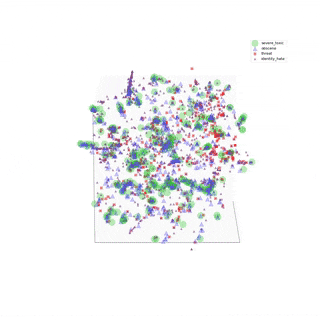 severe_toxic
obscene
threat
identity_hate